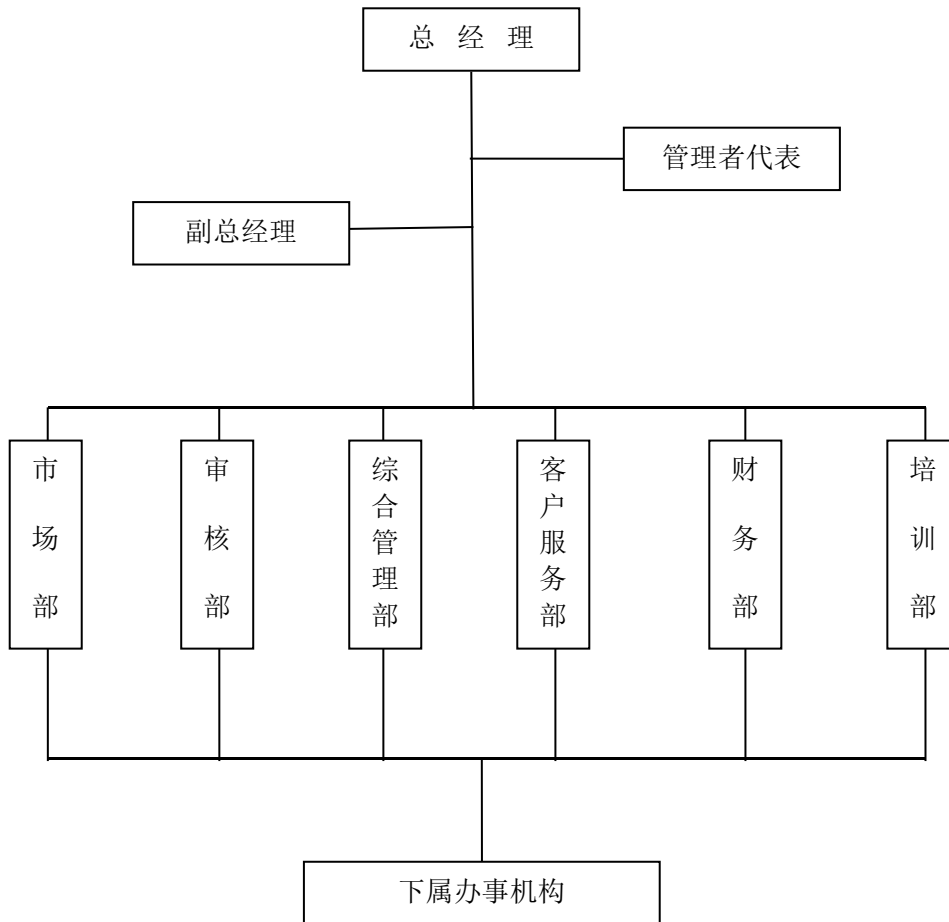 总 经 理
管理者代表
副总经理
市场部
审核部
综合管理部
客户服务部
财务部
培训部
下属办事机构